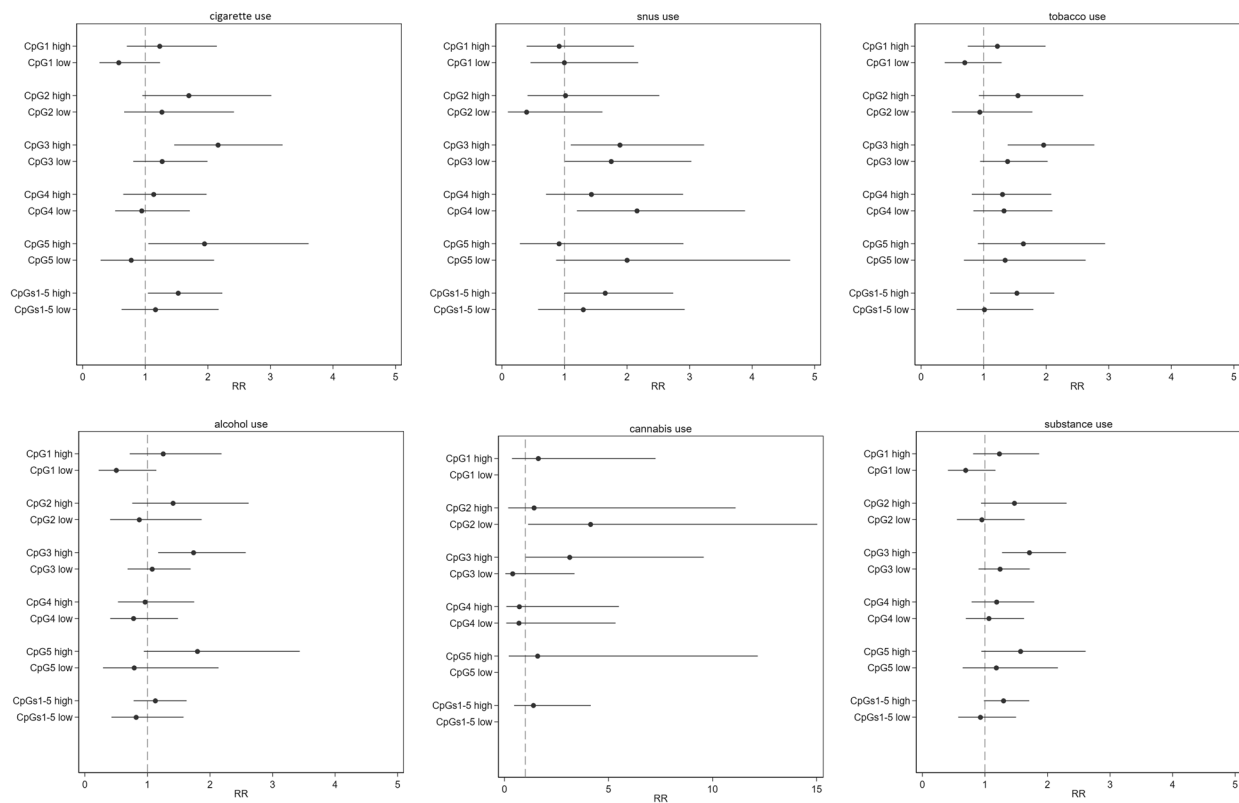 cigarette use
CpG1 high
CpG1 low
CpG2 high
CpG2 low
CpG3 high
CpG3 low
CpG4 high
CpG4 low
CpG5 high
CpG5 low
CpGs1-5 high
CpGs1-5 low
0 1 2 3 4 5
RR
snus use
CpG1 high
CpG1 low
CpG2 high
CpG2 low
CpG3 high
CpG3 low
CpG4 high
CpG4 low
CpG5 high
CpG5 low
CpGs1-5 high
CpGs1-5 low
0 1 2 3 4 5
RR
tobacco use
CpG1 high
CpG1 low
CpG2 high
CpG2 low
CpG3 high
CpG3 low
CpG4 high
CpG4 low
CpG5 high
CpG5 low
CpGs1-5 high
CpGs1-5 low
0 1 2 3 4 5
RR
alcohol use
CpG1 high
CpG1 low
CpG2 high
CpG2 low
CpG3 high
CpG3 low
CpG4 high
CpG4 low
CpG5 high
CpG5 low
CpGs1-5 high
CpGs1-5 low
0 1 2 3 4 5
RR
cannabis use
CpG1 high
CpG1 low
CpG2 high
CpG2 low
CpG3 high
CpG3 low
CpG4 high
CpG4 low
CpG5 high
CpG5 low
CpGs1-5 high
CpGs1-5 low
0 5 10 15
RR
substance use
CpG1 high
CpG1 low
CpG2 high
CpG2 low
CpG3 high
CpG3 low
CpG4 high
CpG4 low
CpG5 high
CpG5 low
CpGs1-5 high
CpGs1-5 low
0 1 2 3 4 5
RR